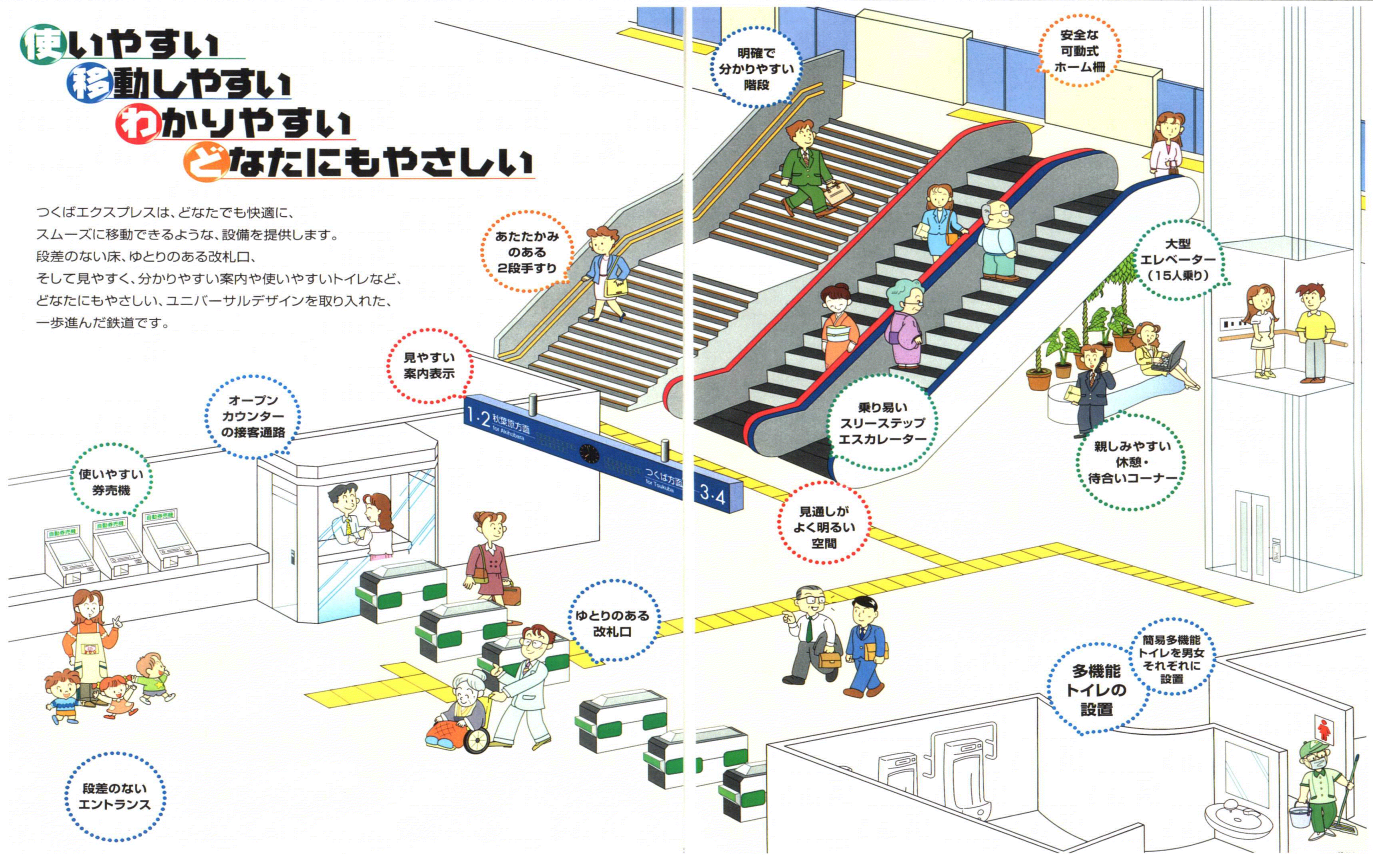 使いやすい
移動しやすい
わかりやすい
どなたにもやさしい
つくばエクスプレスは、どなたでも快適に、
スムーズに移動できるような、設備を提供します。
段差のない床、ゆとりのある改札口、
そして見やすく、分かりやすい案内や使いやすいトイレなど、
どなたにもやさしい、ユニバーサルデザインを取り入れた、
一歩進んだ鉄道です。
明確で
分かりやすい
階段
安全な
可動式
ホーム柵
あたたかみ
のある
2段手すり
大型
エレベーター
(15人乗り)
見やすい
案内表示
オープン
カウンター
の接客通路
乗り易い
スリーステップ
エスカレーター
親しみやすい
休憩・
待合いコーナー
使いやすい
券売機
自動券売機
自動券売機
自動券売機
1・2 秋葉原方面
for Akihabara
つくば方面 3・4
for Tsukuba
見通しが
よく明るい
空間
ゆとりのある
改札口
簡易多機能
トイレを男女
それぞれに
設置
多機能
トイレの
設置
段差のない
エントランス